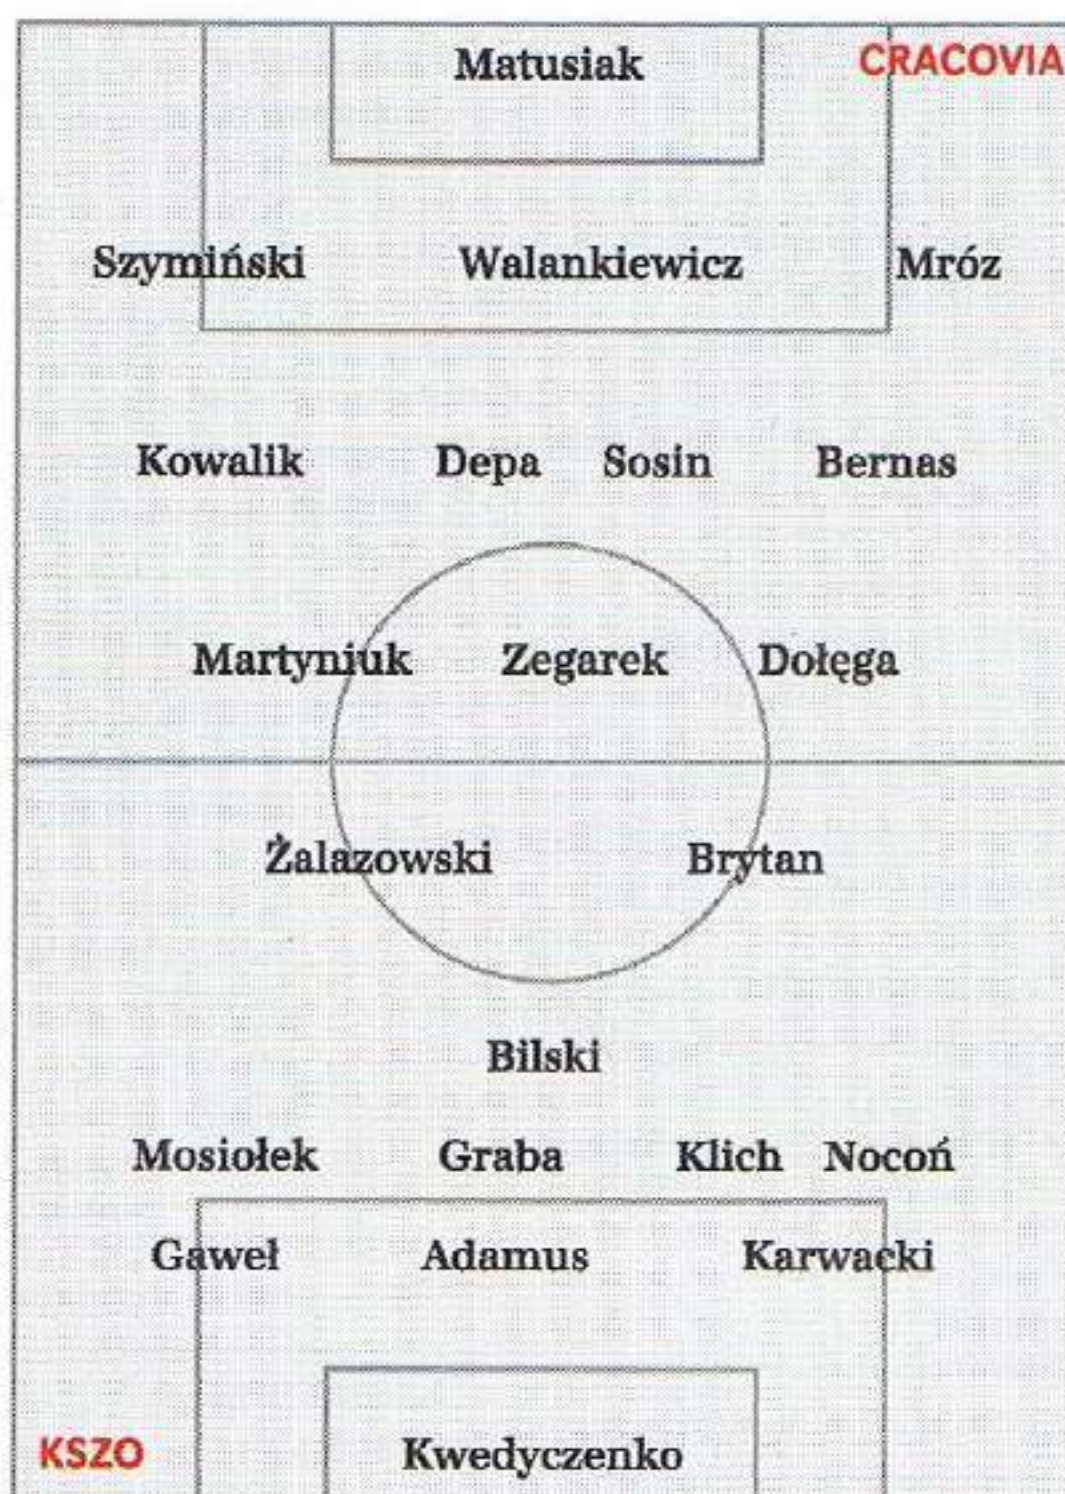 Matusiak CRACOVIA
Szymiński Walankiewicz Mróz
Kowalik Depa Sosin Bernas
Martyniuk Zegarek Dołęga
Żalazowski Brytan
Bilski
Mosiołek Graba Klich Nocoń
Gaweł Adamus Karwacki
KSZO Kwedyczenko